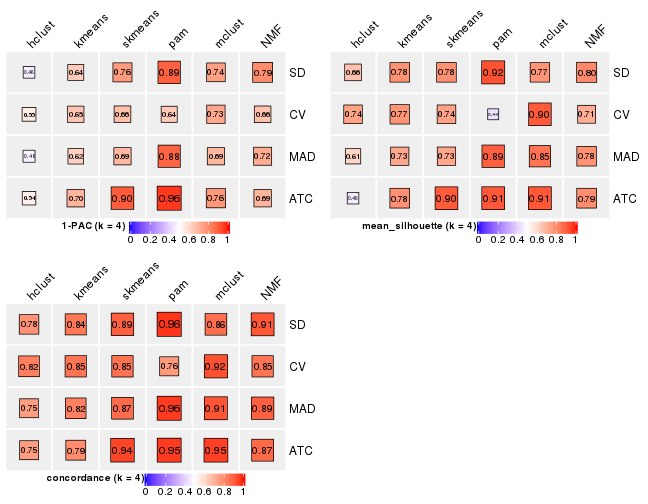 hclust kmeans skmeans pam mclust NMF
0.64 0.76 0.89 0.74 0.79 SD
0.55 0.65 0.66 0.64 0.73 0.66 CV
0.62 0.69 0.88 0.69 0.72 MAD
0.54 0.70 0.90 0.96 0.76 0.69 ATC
1-PAC (k = 4)
0 0.2 0.4 0.6 0.8 1
hclust kmeans skmeans pam mclust NMF
0.66 0.78 0.78 0.92 0.77 0.80 SD
0.74 0.77 0.74 0.44 0.90 0.71 CV
0.61 0.73 0.73 0.89 0.85 0.78 MAD
0.78 0.90 0.91 0.91 0.79 ATC
mean_silhouette (k = 4)
0 0.2 0.4 0.6 0.8 1
hclust kmeans skmeans pam mclust NMF
0.78 0.84 0.89 0.96 0.86 0.91 SD
0.82 0.85 0.85 0.76 0.92 0.85 CV
0.75 0.82 0.87 0.96 0.91 0.89 MAD
0.75 0.79 0.94 0.95 0.95 0.87 ATC
concordance (k = 4)
0 0.2 0.4 0.6 0.8 1